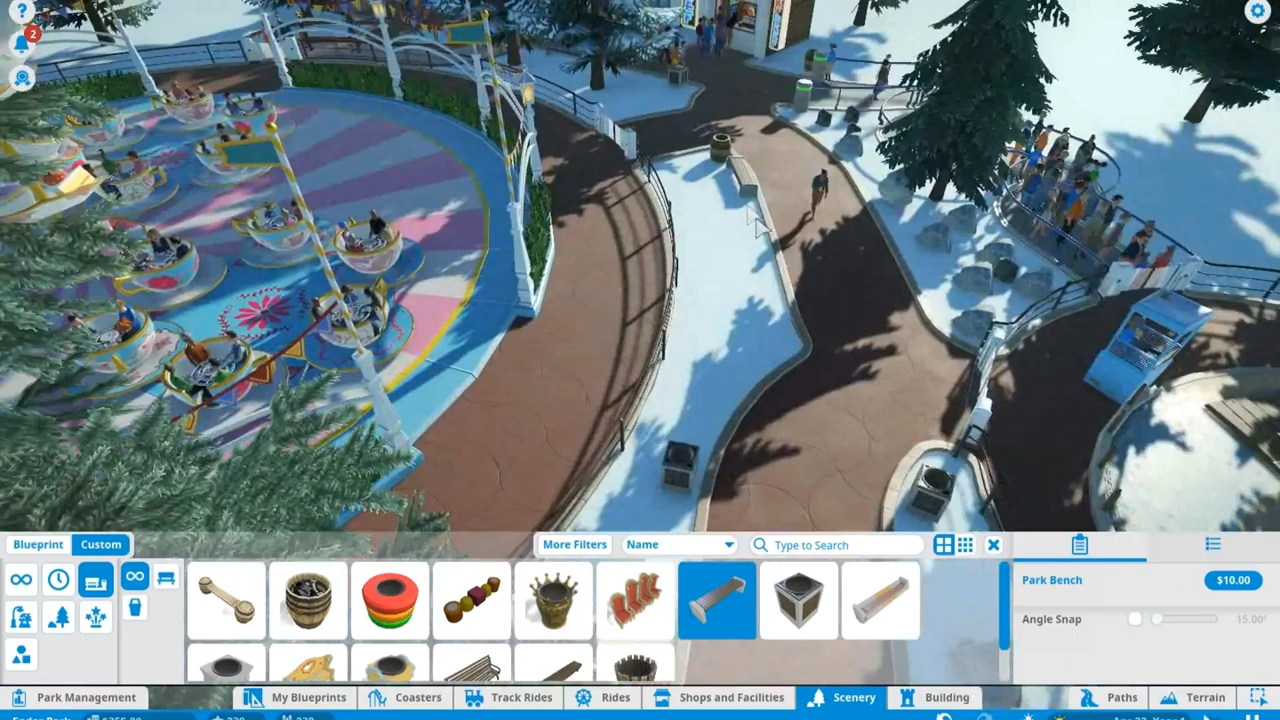 ?
2
Blueprint Custom More Filters Name Type to Search
Park Bench $10.00
Angle Snap 15.00°
Park Management My Blueprints Coasters Track Rides Rides Shops and Facilities Scenery Building Paths Terrain